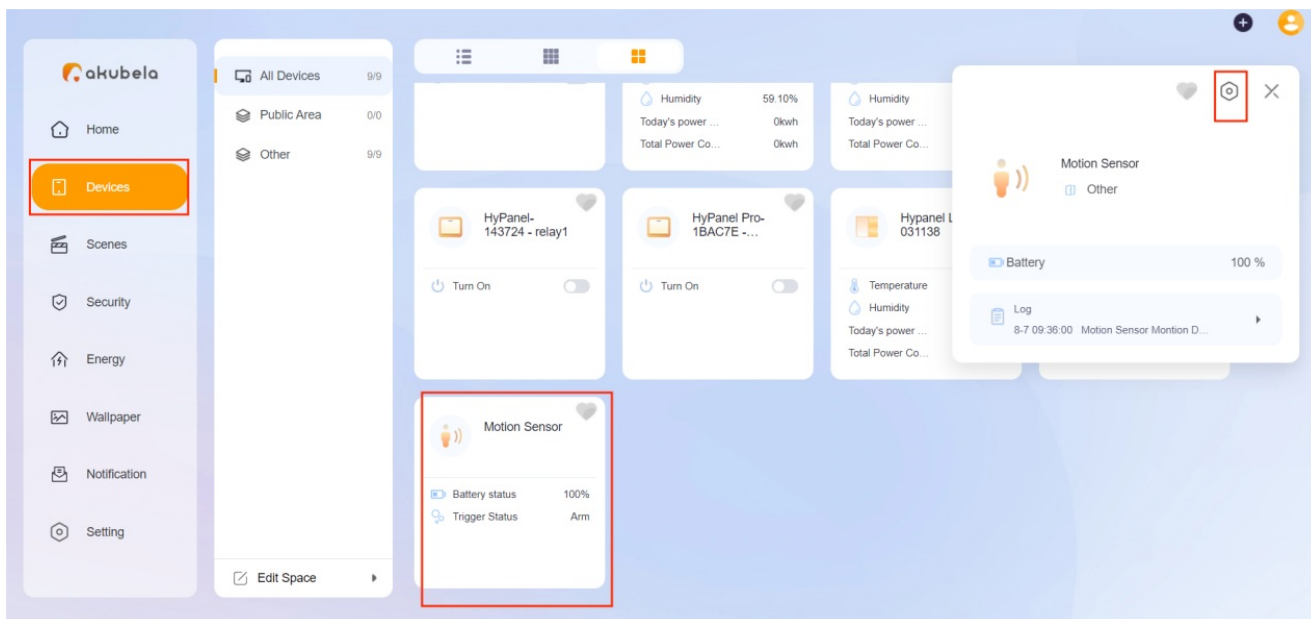 akubela
Home
Devices
Scenes
Security
Energy
Wallpaper
Notification
Setting
All Devices 9/9
Public Area 0/0
Other 9/9
Edit Space
Humidity 59.10%
Today's power ... 0kwh
Total Power Co... 0kwh
Humidity
Today's power ...
Total Power Co...
HyPanel-
143724 - relay1
Turn On
HyPanel Pro-
1BAC7E -...
Turn On
Hypanel L
031138
Temperature
Humidity
Today's power ...
Total Power Co...
Motion Sensor
Battery status 100%
Trigger Status Arm
Motion Sensor
Other
Battery 100 %
Log
8-7 09:36:00 Motion Sensor Montion D...